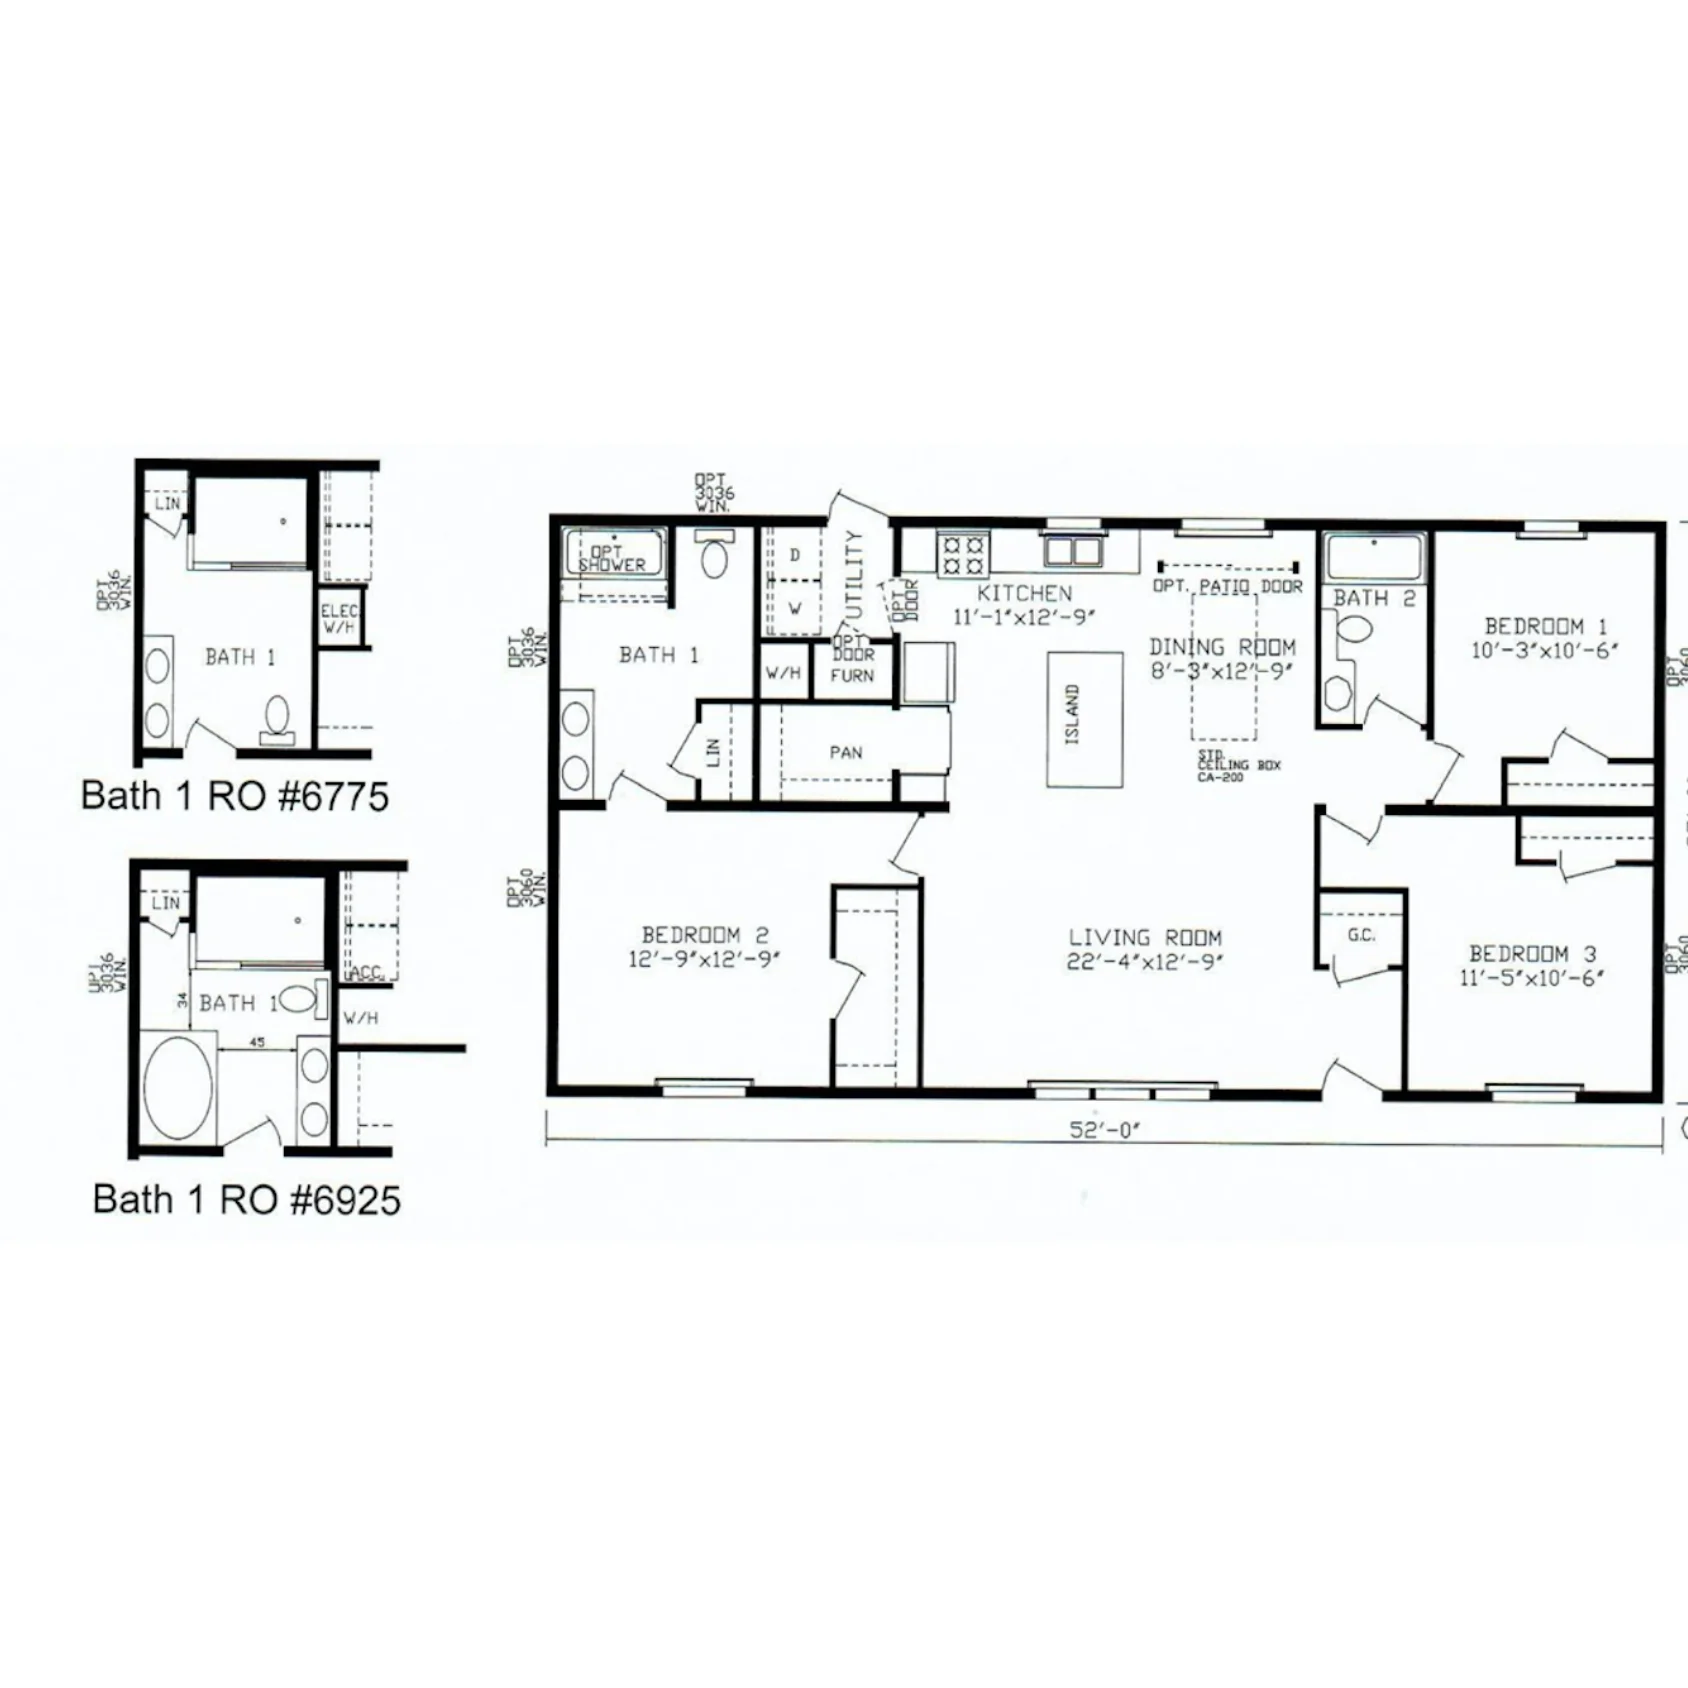 LIN
OPT
3036
WIN.
ELEC
W/H
BATH 1
Bath 1 RO #6775
LIN
OPT
3036
WIN.
ACC.
34
BATH 1
W/H
45
Bath 1 RO #6925
OPT
3036
WIN.
OPT
SHOWER
D
W
UTILITY
OPT
DOOR
KITCHEN
11'-1"x12'-9"
OPT. PATIO DOOR
BATH 2
BEDROOM 1
10'-3"x10'-6"
OPT
3036
WIN.
BATH 1
OPT
DOOR
FURN
W/H
DINING ROOM
8'-3"x12'-9"
OPT
3060
ISLAND
LIN
PAN
STD.
CEILING BOX
CA-200
OPT
3060
WIN.
BEDROOM 2
12'-9"x12'-9"
LIVING ROOM
22'-4"x12'-9"
G.C.
BEDROOM 3
11'-5"x10'-6"
OPT
3060
52'-0"